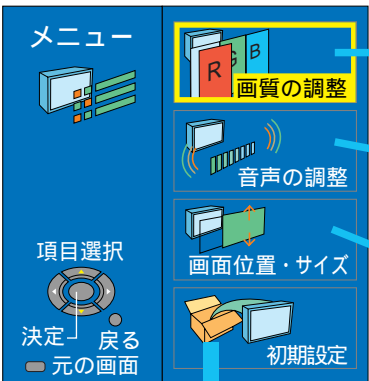 メニュー
項目選択
決定
戻る
元の画面
R G B
画質の調整
音声の調整
画面位置・サイズ
初期設定